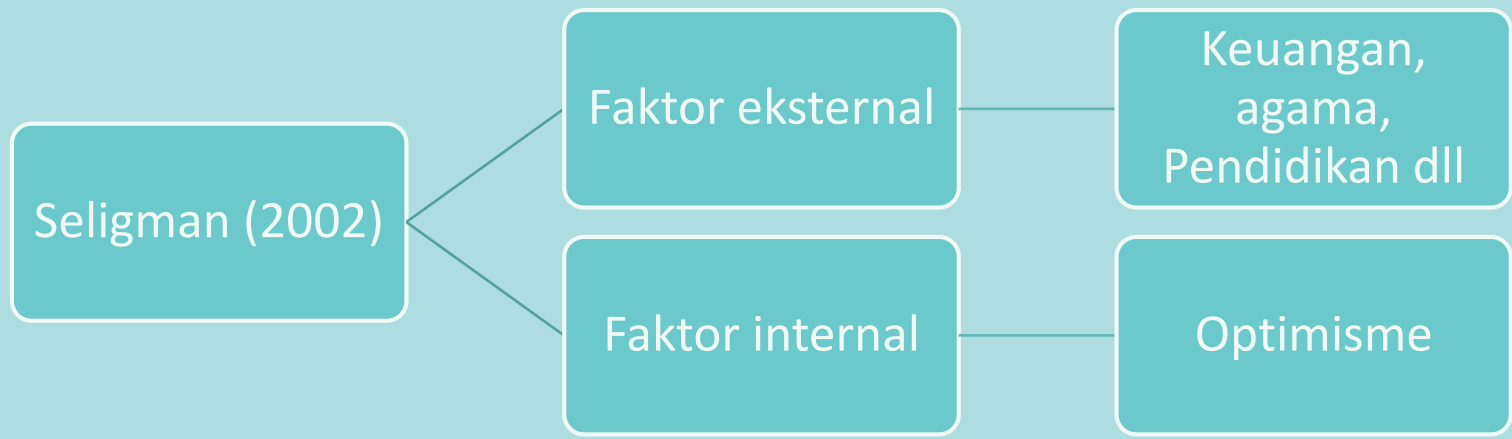 Seligman (2002)
Faktor eksternal
Keuangan,
agama,
Pendidikan dll
Faktor internal
Optimisme